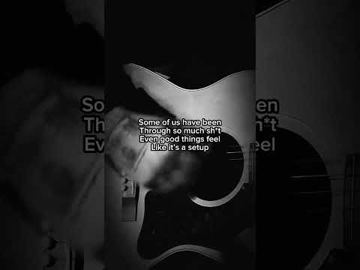 Some of us have been
Through so much sh*t
Even good things feel
Like it's a setup